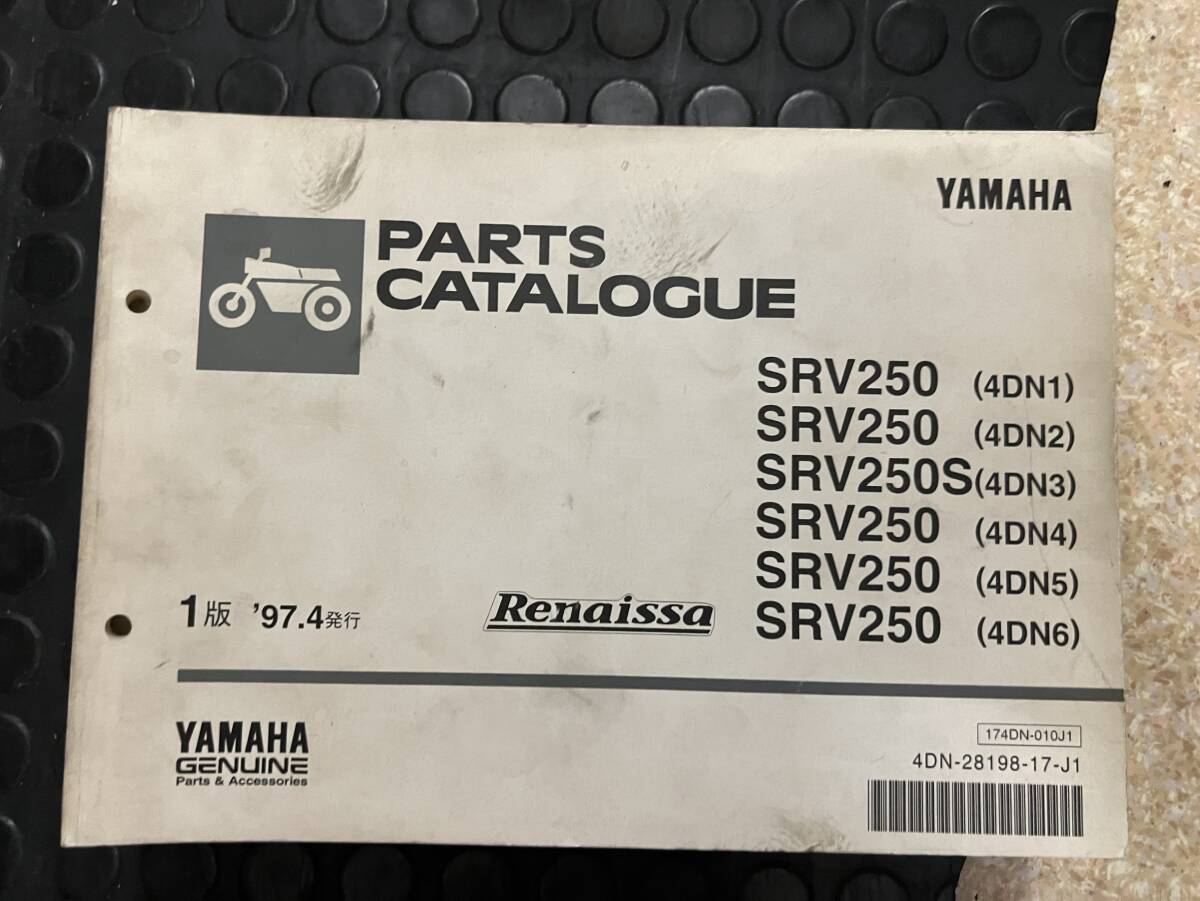 YAMAHA
PARTS
CATALOGUE
SRV250 (4DN1)
SRV250 (4DN2)
SRV250S (4DN3)
SRV250 (4DN4)
SRV250 (4DN5)
Renaissa SRV250 (4DN6)
1版 '97.4発行
YAMAHA
GENUINE
Parts & Accessories
174DN-010J1
4DN-28198-17-J1